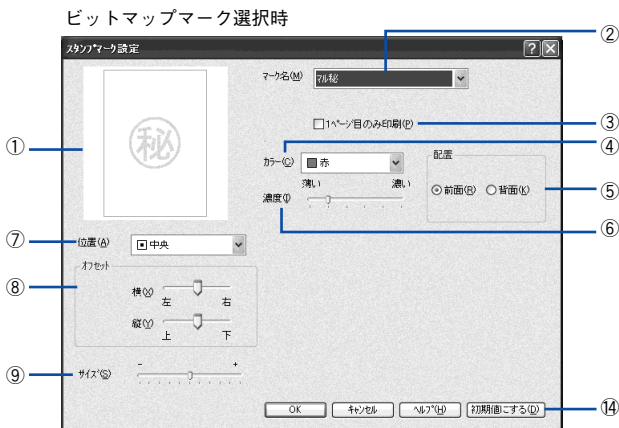 ビットマップマーク選択時
②
スタンプマーク設定
マーク名(M) マル秘
①
秘
□1ページ目のみ印刷(P)
③
④
カラー(C) 赤
配置
薄い 濃い
濃度(I)
前面(R) 背面(K)
⑤
⑥
⑦
位置(A) 中央
オフセット
⑧
横(X)
左 右
縦(Y)
上 下
⑨
サイズ(S)
- +
OK キャンセル ヘルプ(H) 初期値にする(D)
⑭